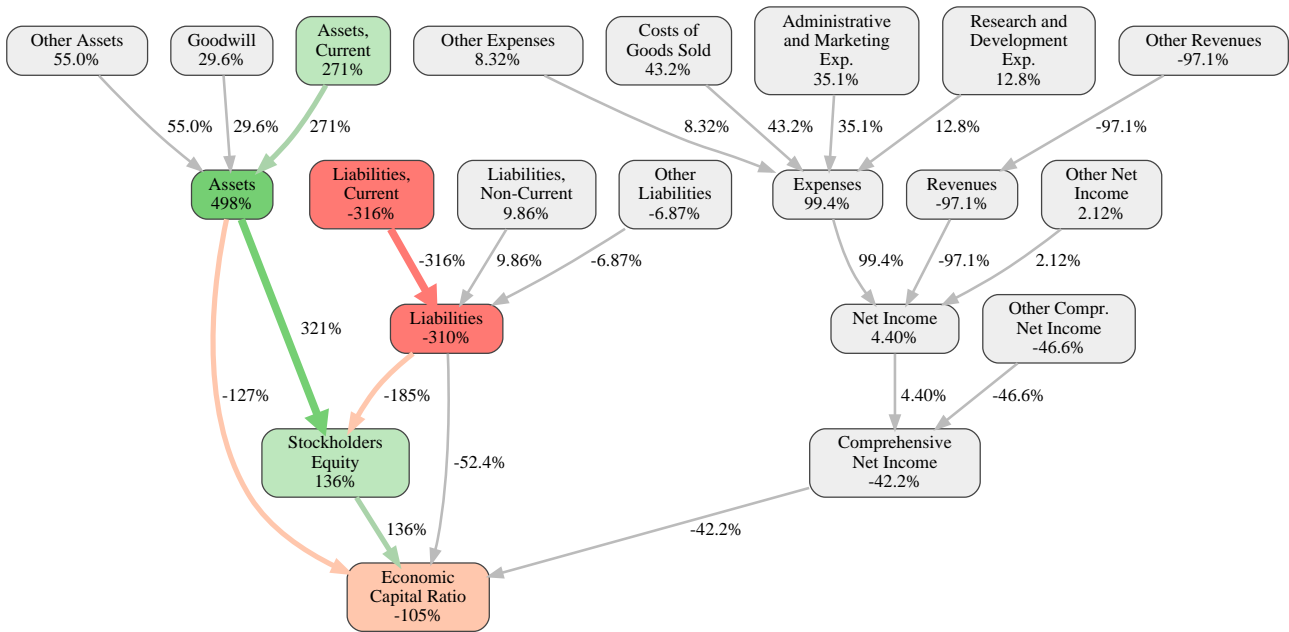 Other Assets
55.0%
Goodwill
29.6%
Assets,
Current
271%
Other Expenses
8.32%
Costs of
Goods Sold
43.2%
Administrative
and Marketing
Exp.
35.1%
Research and
Development
Exp.
12.8%
Other Revenues
-97.1%
55.0%
29.6%
271%
8.32%
43.2%
35.1%
12.8%
-97.1%
Assets
498%
Liabilities,
Current
-316%
Liabilities,
Non-Current
9.86%
Other
Liabilities
-6.87%
Expenses
99.4%
Revenues
-97.1%
Other Net
Income
2.12%
-316%
9.86%
-6.87%
99.4%
-97.1%
2.12%
321%
Liabilities
-310%
Net Income
4.40%
Other Compr.
Net Income
-46.6%
-127%
-185%
4.40%
-46.6%
Stockholders
Equity
136%
-52.4%
Comprehensive
Net Income
-42.2%
136%
-42.2%
Economic
Capital Ratio
-105%